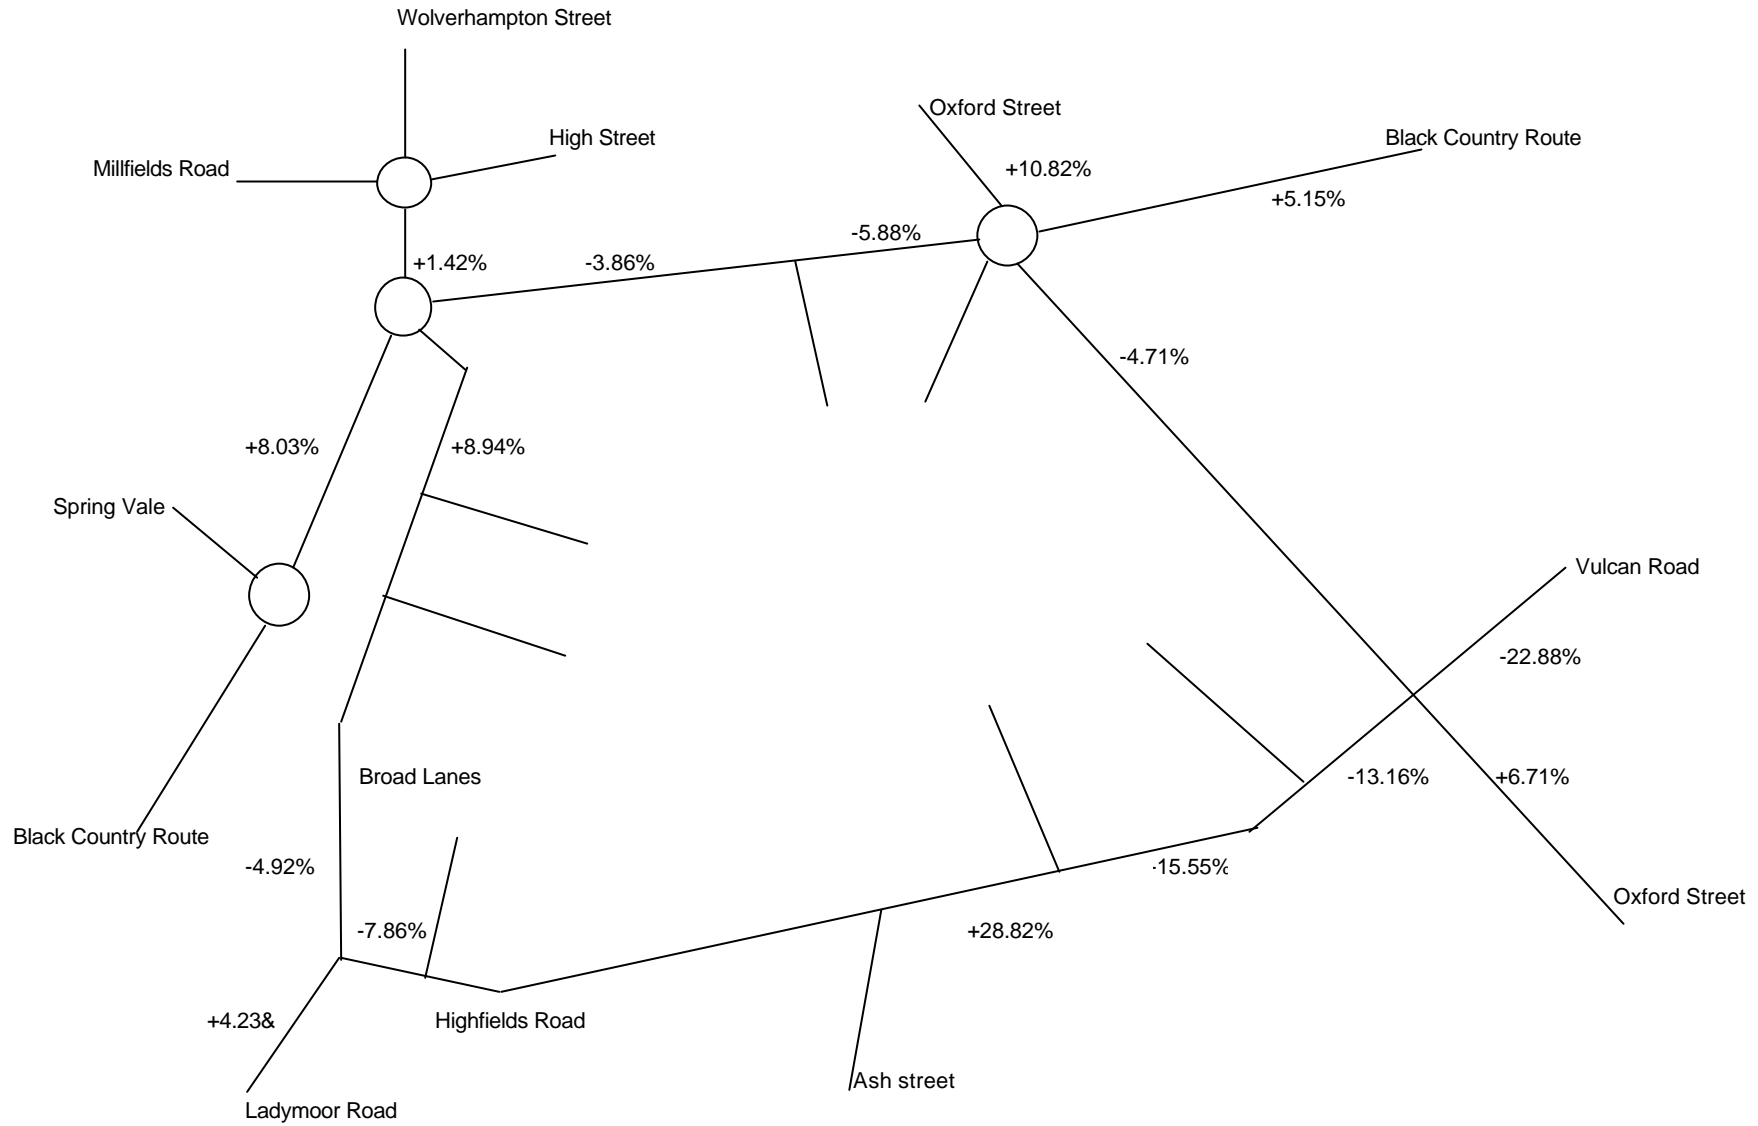 Wolverhampton Street
Oxford Street
High Street
Black Country Route
Millfields Road
+10.82%
+5.15%
-5.88%
+1.42%
-3.86%
-4.71%
+8.03%
+8.94%
Spring Vale
Vulcan Road
-22.88%
Broad Lanes
-13.16%
+6.71%
Black Country Route
-4.92%
-15.55%
Oxford Street
-7.86%
+28.82%
+4.23&
Highfields Road
Ash street
Ladymoor Road